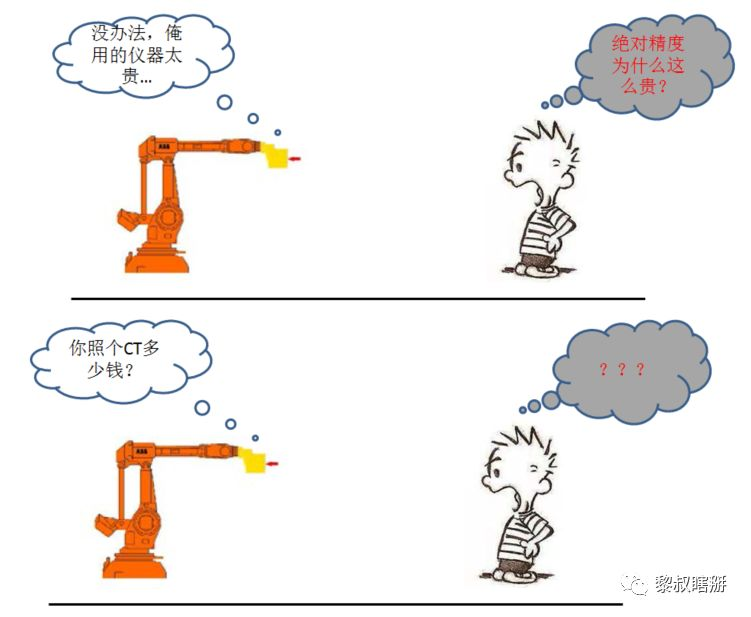 没办法，俺
用的仪器太
贵...
绝对精度
为什么这
么贵？
ABB
你照个CT多
少钱？
？？？
ABB
黎叔瞎掰